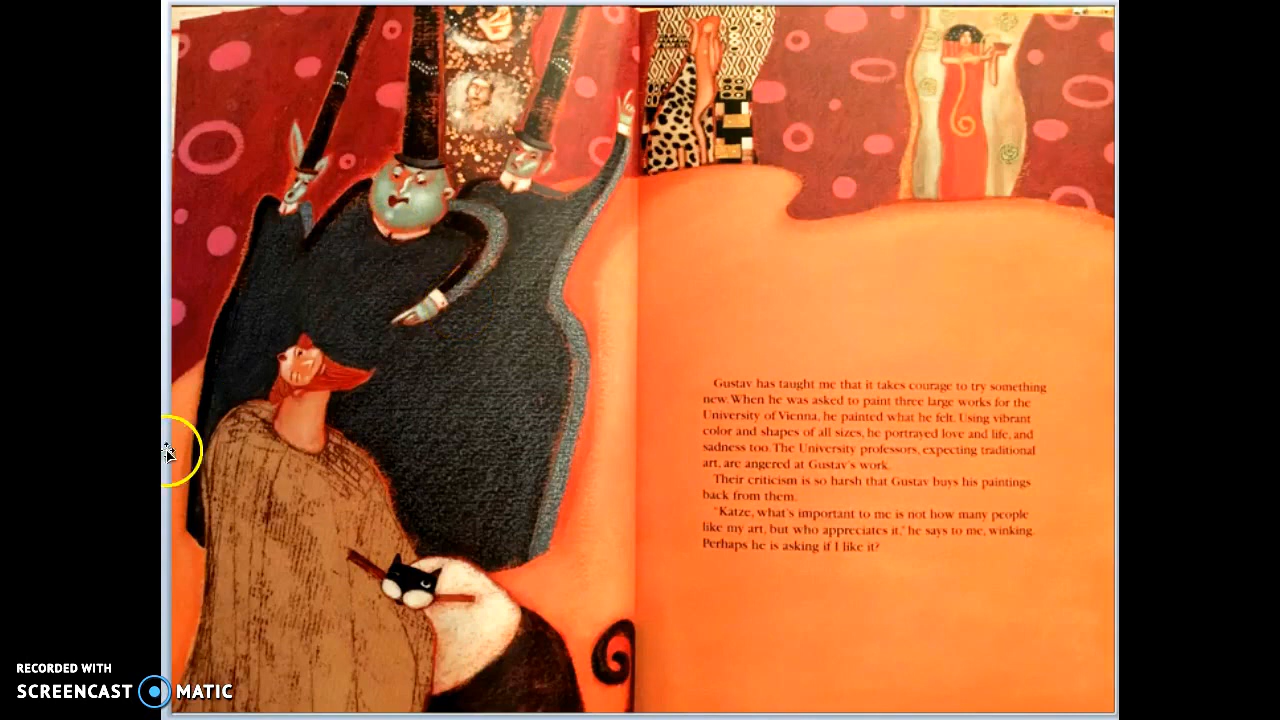 Gustav has taught me that it takes courage to try something
new. When he was asked to paint three large works for the
University of Vienna, he painted what he felt. Using vibrant
color and shapes of all sizes, he portrayed love and life, and
sadness too. The University professors, expecting traditional
art, are angered at Gustav's work.
Their criticism is so harsh that Gustav buys his paintings
back from them.
"Katze, what's important to me is not how many people
like my art, but who appreciates it," he says to me, winking.
Perhaps he is asking if I like it?
RECORDED WITH
SCREENCAST MATIC